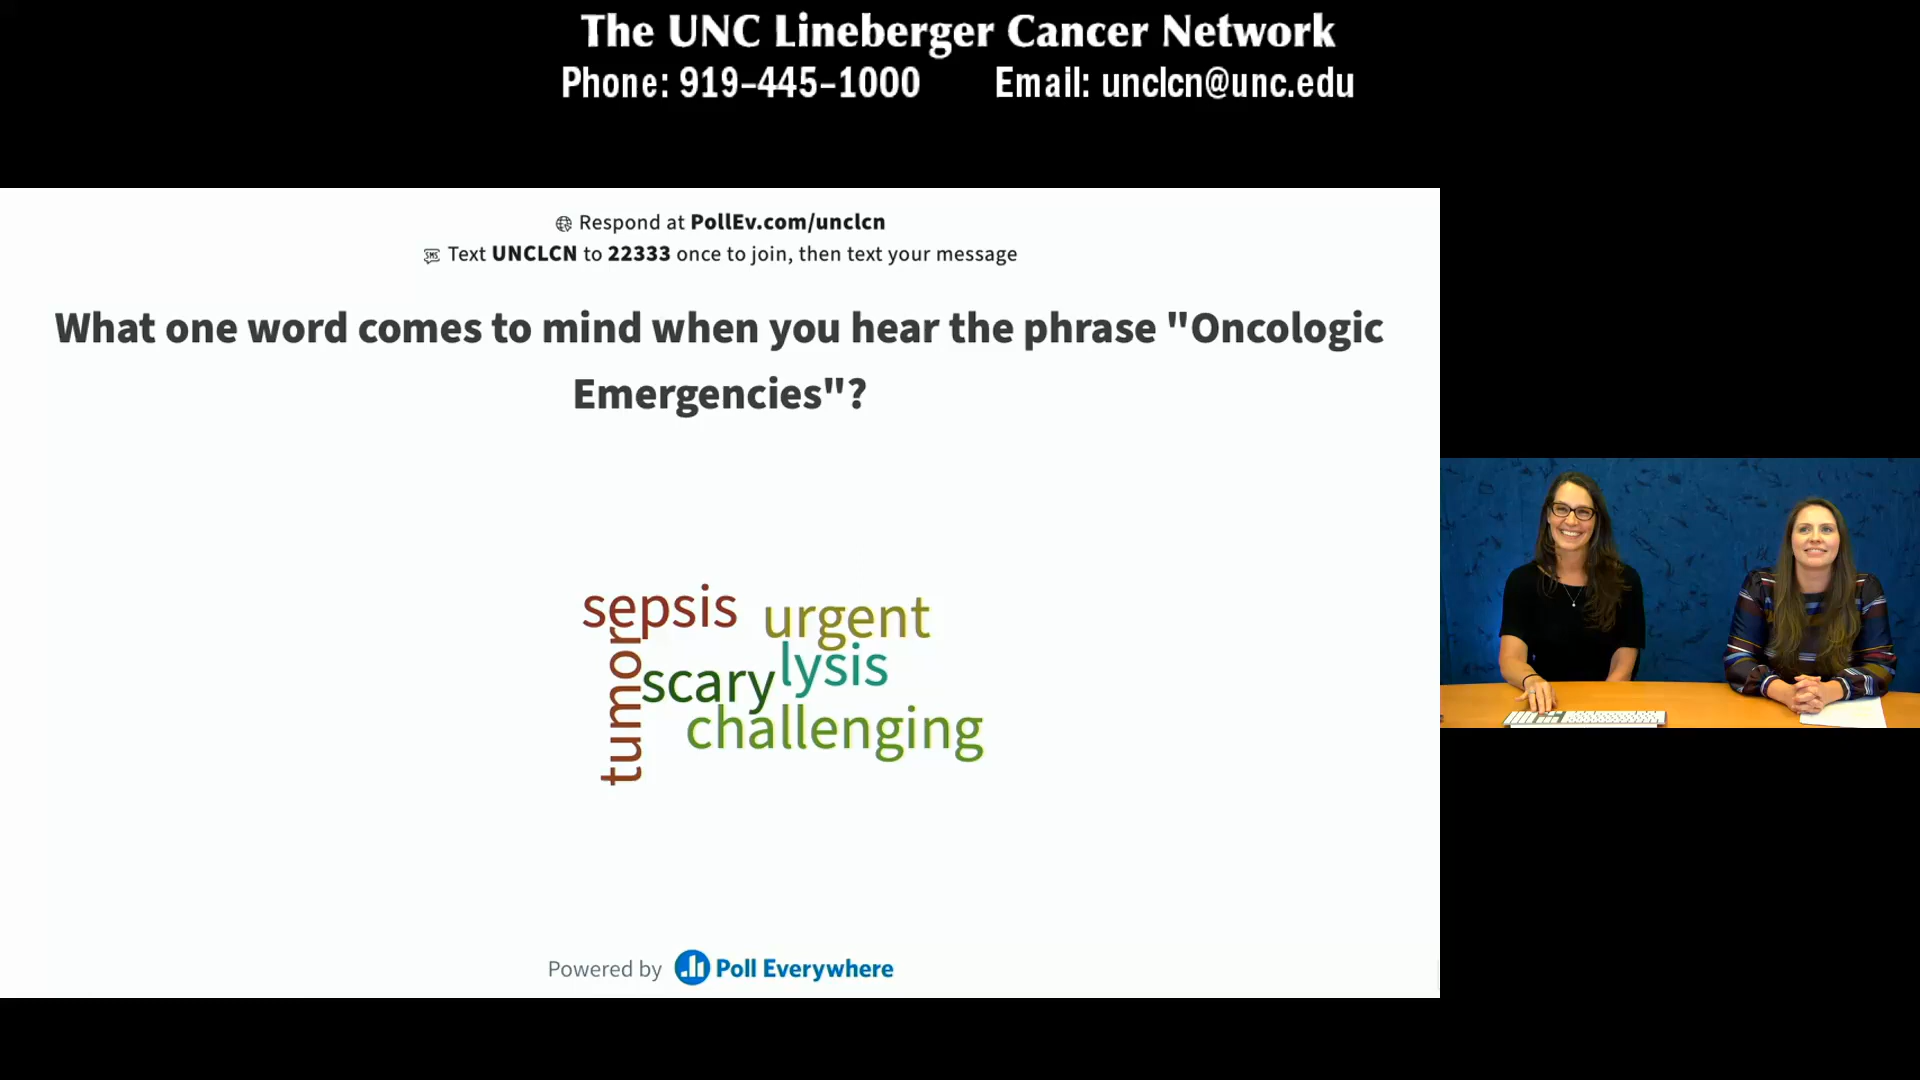 The UNC Lineberger Cancer Network
Phone: 919-445-1000 Email: unclcn@unc.edu
Respond at PollEv.com/unclcn
SMS Text UNCLCN to 22333 once to join, then text your message
What one word comes to mind when you hear the phrase "Oncologic
Emergencies"?
sepsis urgent
tumor
scary lysis
challenging
Powered by Poll Everywhere